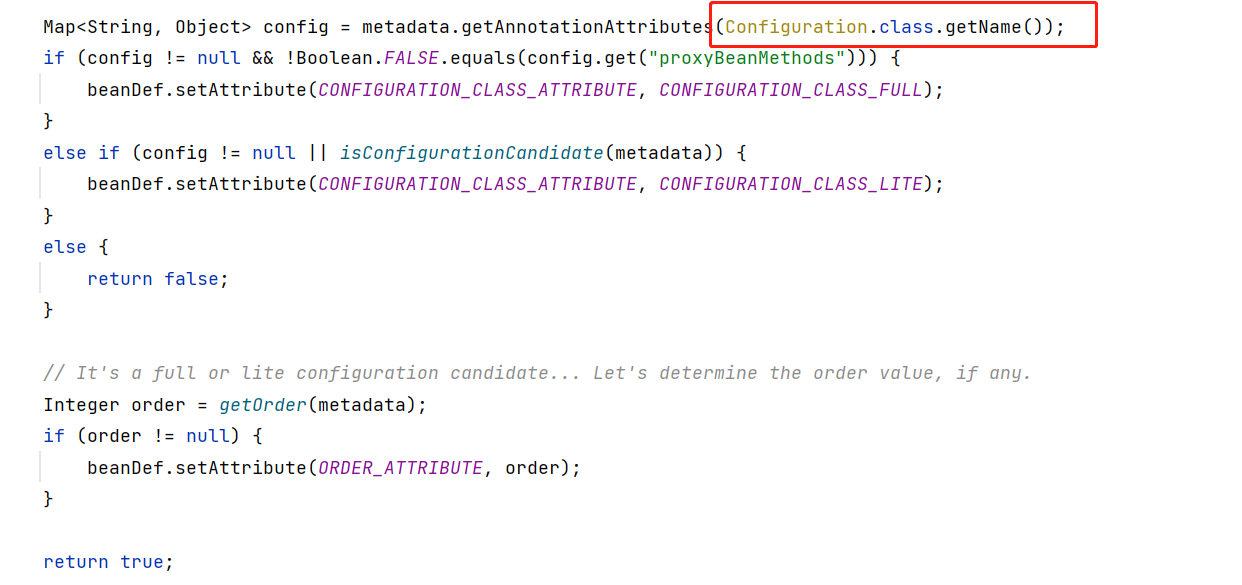 Map<String, Object> config = metadata.getAnnotationAttributes(Configuration.class.getName());
if (config != null && !Boolean.FALSE.equals(config.get("proxyBeanMethods"))) {
    beanDef.setAttribute(CONFIGURATION_CLASS_ATTRIBUTE, CONFIGURATION_CLASS_FULL);
}
else if (config != null || isConfigurationCandidate(metadata)) {
    beanDef.setAttribute(CONFIGURATION_CLASS_ATTRIBUTE, CONFIGURATION_CLASS_LITE);
}
else {
    return false;
}

// It's a full or lite configuration candidate... Let's determine the order value, if any.
Integer order = getOrder(metadata);
if (order != null) {
    beanDef.setAttribute(ORDER_ATTRIBUTE, order);
}

return true;